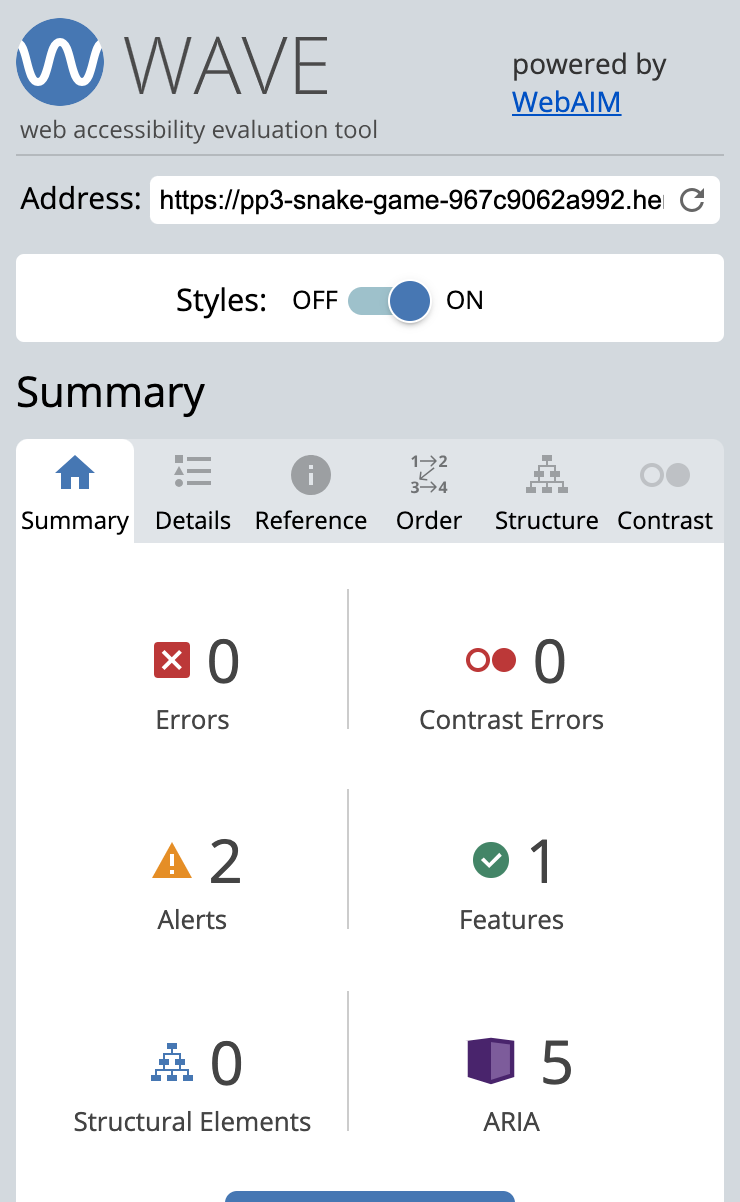 WAVE
powered by
WebAIM
web accessibility evaluation tool
Address: https://pp3-snake-game-967c9062a992.he
Styles: OFF ON
Summary
1 2
3 4
Summary Details Reference Order Structure Contrast
0 0
Errors Contrast Errors
2 1
Alerts Features
0 5
Structural Elements ARIA